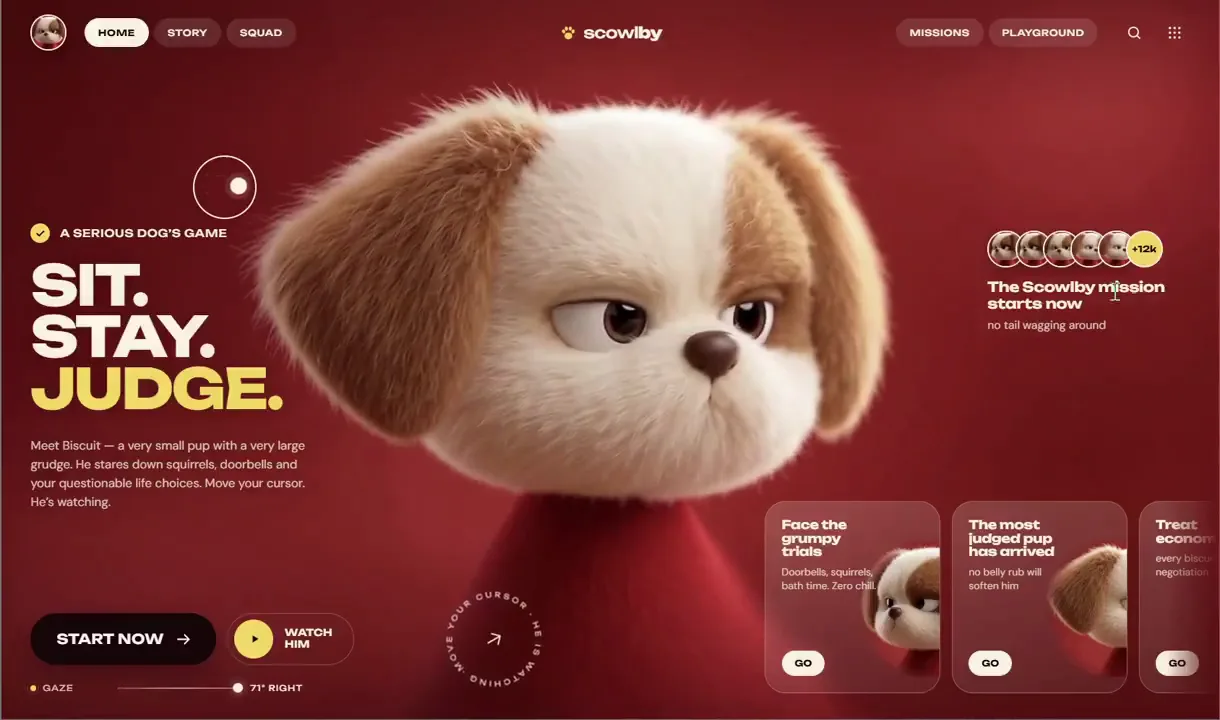 HOME
STORY
SQUAD
scowlby
MISSIONS
PLAYGROUND
A SERIOUS DOG'S GAME
SIT.
STAY.
JUDGE.
Meet Biscuit — a very small pup with a very large
grudge. He stares down squirrels, doorbells and
your questionable life choices. Move your cursor.
He's watching.
START NOW
WATCH
HIM
GAZE
71° RIGHT
MOVE YOUR CURSOR · HE IS WATCHING ·
+12k
The Scowlby mission
starts now
no tail wagging around
Face the
grumpy
trials
Doorbells, squirrels,
bath time. Zero chill.
GO
The most
judged pup
has arrived
no belly rub will
soften him
GO
Treat
econom
every biscu
negotiation
GO